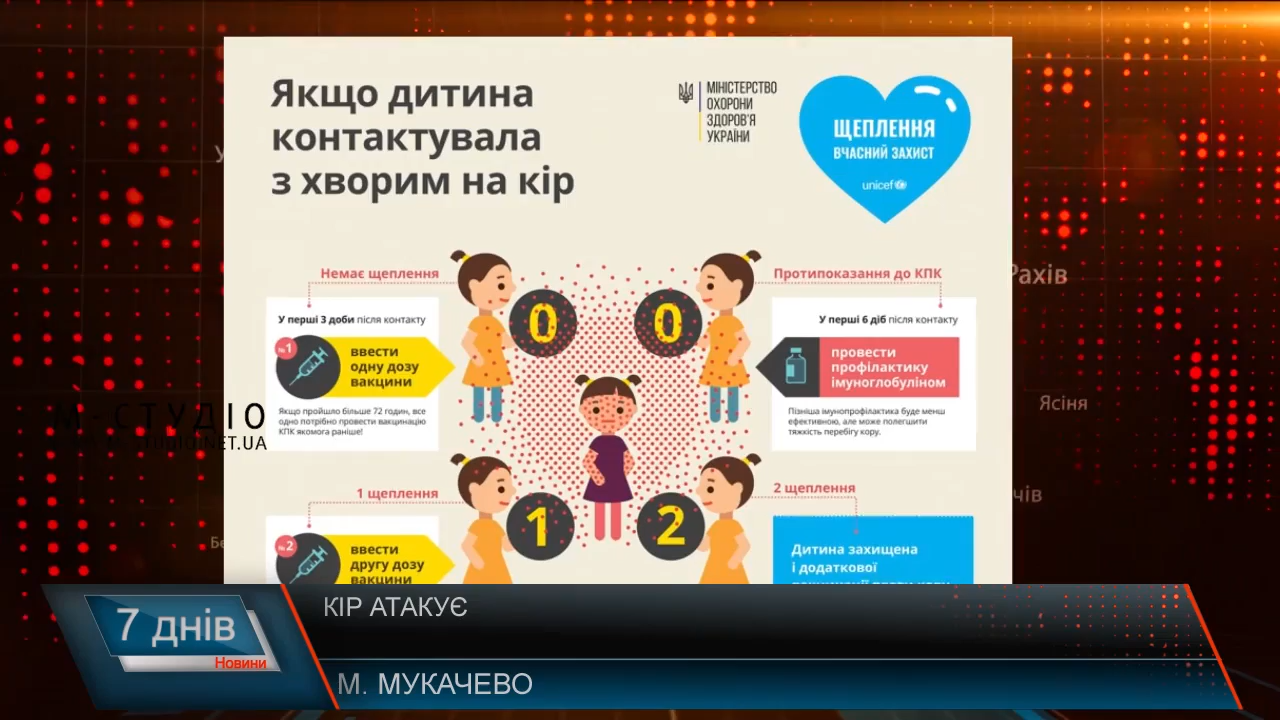 Якщо дитина
контактувала
з хворим на кір
МІНІСТЕРСТВО
ОХОРОНИ
ЗДОРОВ'Я
УКРАЇНИ
ЩЕПЛЕННЯ
ВЧАСНИЙ ЗАХИСТ
unicef
Рахів
Немає щеплення
У перші 3 доби після контакту
№1
ввести
одну дозу
вакцини
Якщо пройшло більше 72 годин, все
одно потрібно провести вакцинацію
КПК якомога раніше!
0
0
Протипоказання до КПК
У перші 6 діб після контакту
провести
профілактику
імуноглобуліном
Пізніша імунопрофілактика буде менш
ефективною, але може полегшити
тяжкість перебігу кору.
Ясіня
М-СТУДІО
NET.UA
1 щеплення
№2
ввести
другу дозу
вакцини
1
2
2 щеплення
Дитина захищена
і додаткової
7 днів
Новини
КІР АТАКУЄ
М. МУКАЧЕВО